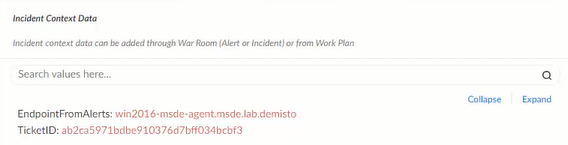 Incident Context Data
Incident context data can be added through War Room (Alert or Incident) or from Work Plan
Search values here...
Collapse Expand
EndpointFromAlerts: win2016-msde-agent.msde.lab.demisto
TicketID: ab2ca5971bdbe910376d7bff034bcbf3